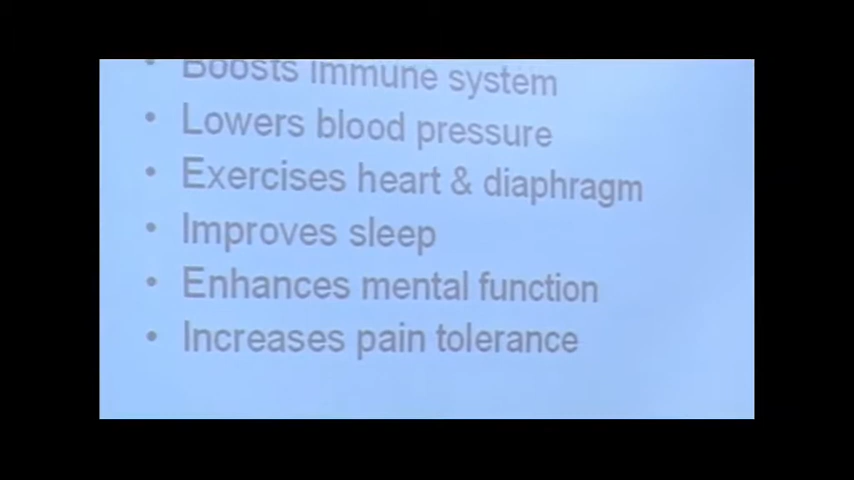 • Boosts immune system
• Lowers blood pressure
• Exercises heart & diaphragm
• Improves sleep
• Enhances mental function
• Increases pain tolerance